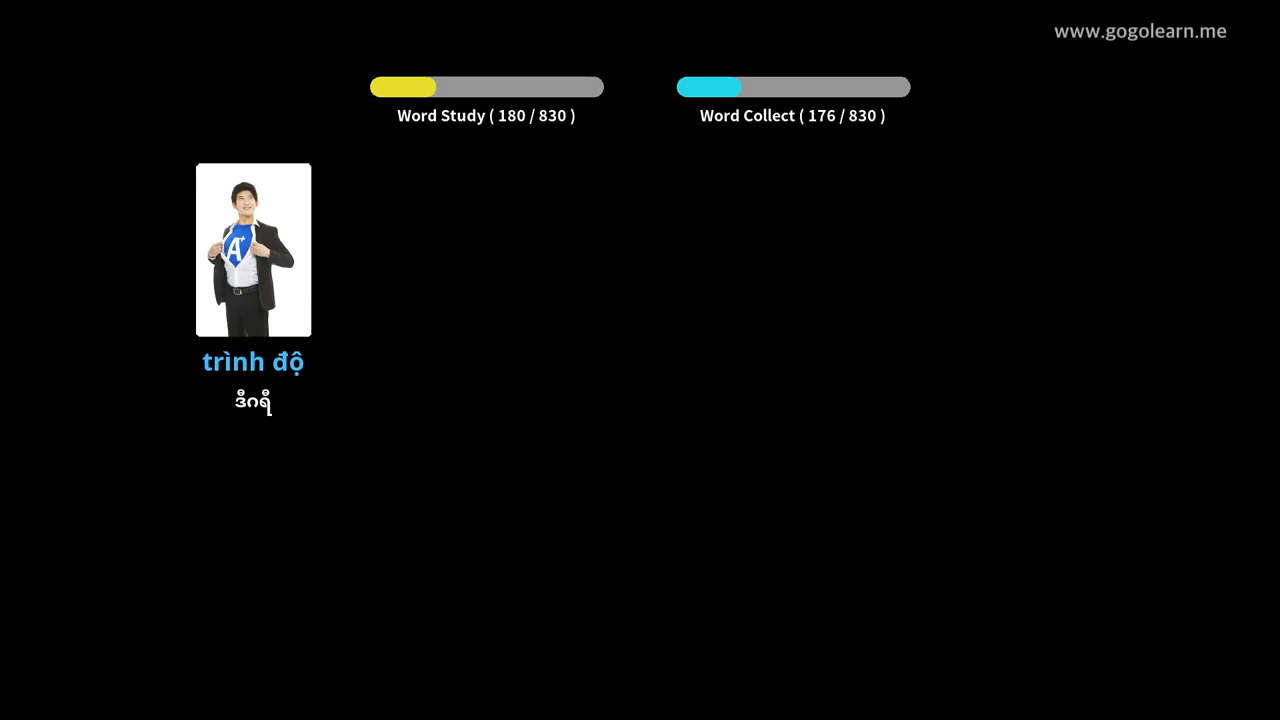 www.gogolearn.me
Word Study ( 180 / 830 )
Word Collect ( 176 / 830 )
A+
trình độ
ဒီဂရီ